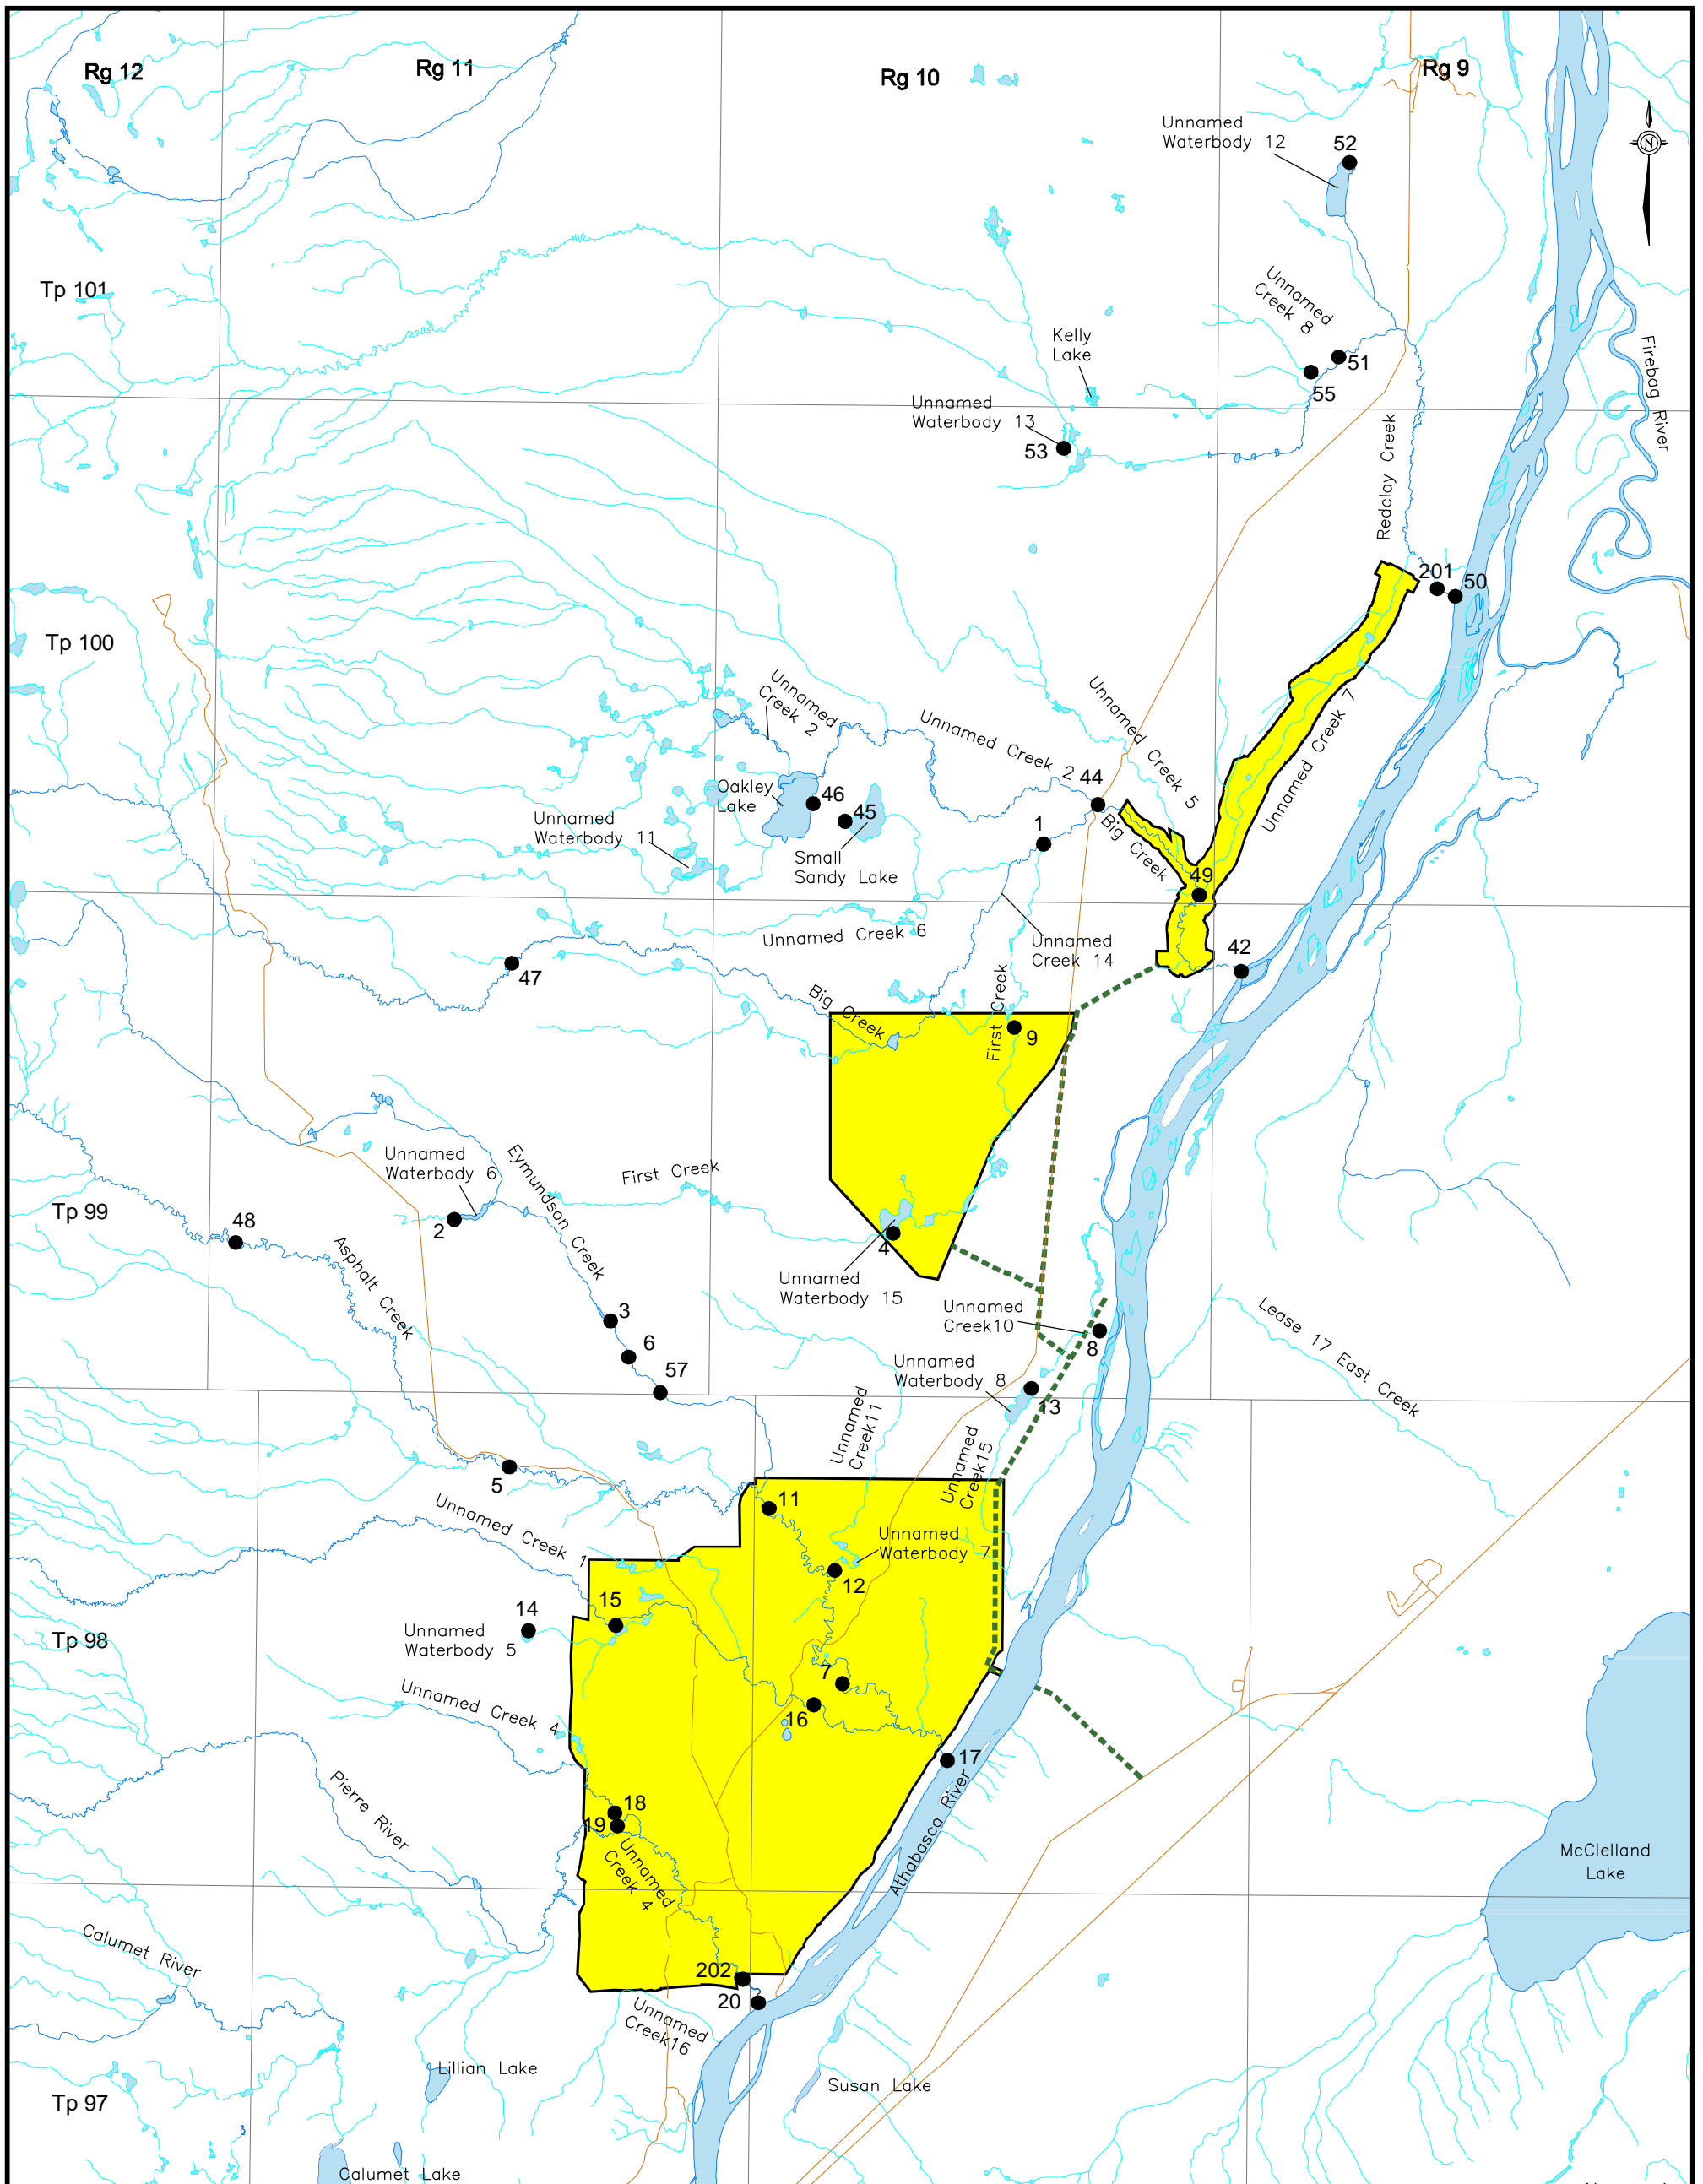 Rg 12
Rg 11
Rg 10
Rg 9
N
Unnamed
Waterbody 12
52
Tp 101
Unnamed
Creek 8
Kelly
Lake
51
55
Firebag River
Unnamed
Waterbody 13
53
Redclay Creek
201
50
Tp 100
Unnamed
Creek 2
Unnamed Creek 2
Unnamed Creek 5
Unnamed Creek 7
44
Oakley
Lake
46
45
Unnamed
Waterbody 11
1
Big Creek
Small
Sandy Lake
49
Unnamed Creek 6
Unnamed
Creek 14
42
47
Big Creek
First Creek
9
Unnamed
Waterbody 6
Eymundson Creek
First Creek
Tp 99
48
2
Asphalt Creek
4
Unnamed
Waterbody 15
Unnamed
Creek10
Lease 17 East Creek
3
6
8
57
Unnamed
Waterbody 8
13
Unnamed
Creek11
Unnamed
Creek15
5
Unnamed Creek 1
11
Unnamed
Waterbody 7
12
14
15
Unnamed
Waterbody 5
Tp 98
7
Unnamed Creek 4
16
17
Pierre River
18
19
Unnamed
Creek 4
Athabasca River
McClelland
Lake
Calumet River
202
20
Unnamed
Creek16
Lillian Lake
Susan Lake
Tp 97
Calumet Lake